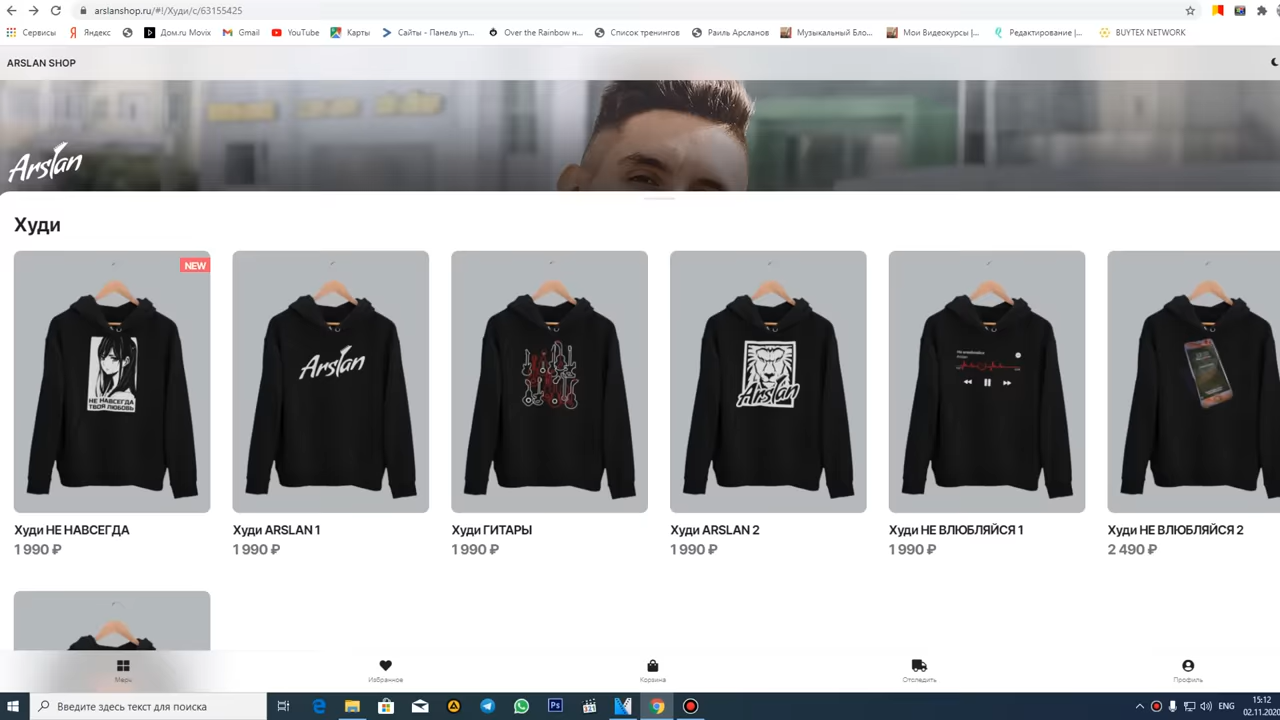 arslanshop.ru/#!/Худи/c/63155425
Сервисы
Яндекс
Дом.ru Movix
Gmail
YouTube
Карты
Сайты - Панель уп...
Over the Rainbow н...
Список тренингов
Раиль Арсланов
Музыкальный Бло...
Мои Видеокурсы |...
Редактирование |...
BUYTEX NETWORK
ARSLAN SHOP
Arslan
Худи
NEW
НЕ НАВСЕГДА
ТВОЯ ЛЮБОВЬ
Arslan
Arslan
Худи НЕ НАВСЕГДА
1 990 ₽
Худи ARSLAN 1
1 990 ₽
Худи ГИТАРЫ
1 990 ₽
Худи ARSLAN 2
1 990 ₽
Худи НЕ ВЛЮБЛЯЙСЯ 1
1 990 ₽
Худи НЕ ВЛЮБЛЯЙСЯ 2
2 490 ₽
Мерч
Избранное
Корзина
Отследить
Профиль
Введите здесь текст для поиска
Ps
ENG
15:12
02.11.2020